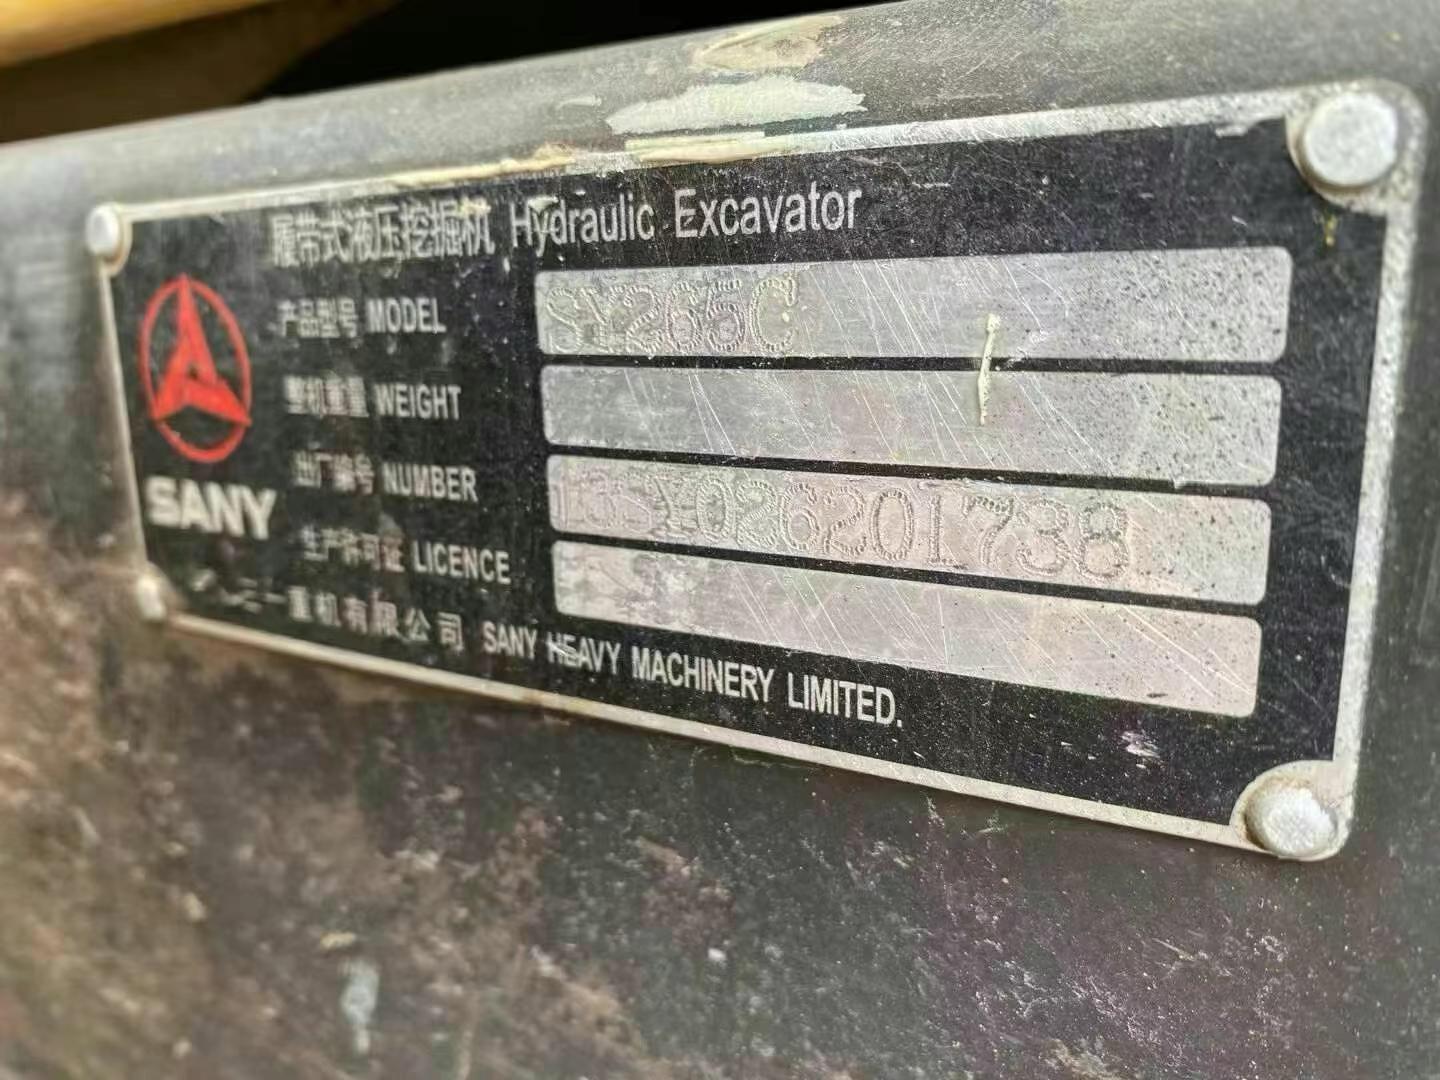 履带式液压挖掘机 Hydraulic Excavator
产品型号 MODEL SY265C
整机重量 WEIGHT
出厂编号 NUMBER 13SY026201738
生产许可证 LICENCE
SANY
一重机有限公司 SANY HEAVY MACHINERY LIMITED.